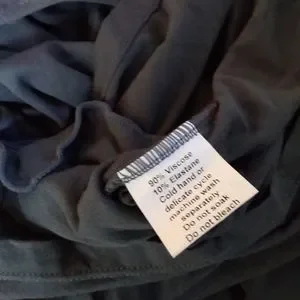 90% Viscose
10% Elastane
Cold hand or
delicate cycle
machine wash
separately
Do not soak
Do not bleach